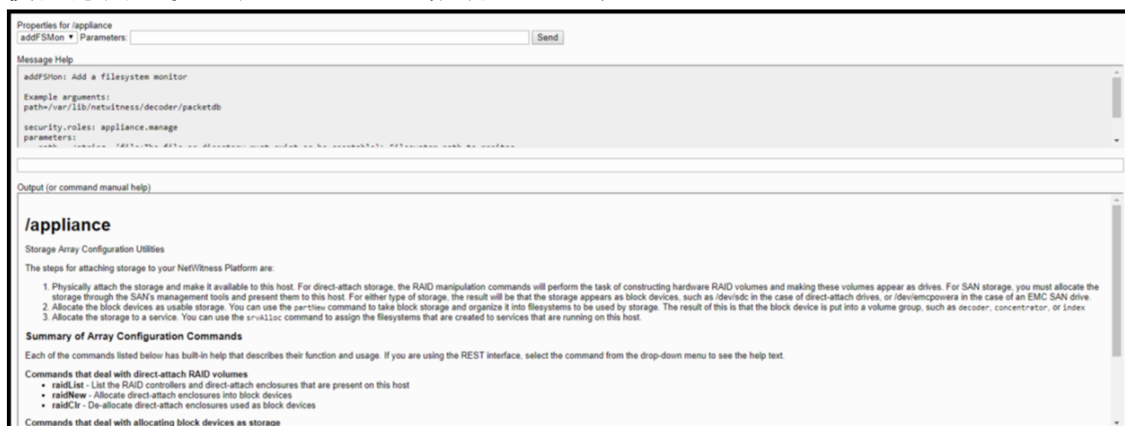 Properties for /appliance
addFSMon Parameters: Send
Message Help
addFSMon: Add a filesystem monitor
Example arguments:
path=/var/lib/netwitness/decoder/packetdb
security.roles: appliance.manage
parameters:
Output (or command manual help)
/appliance
Storage Array Configuration Utilities
The steps for attaching storage to your NetWitness Platform are:
1. Physically attach the storage and make it available to this host. For direct-attach storage, the RAID manipulation commands will perform the task of constructing hardware RAID volumes and making these volumes appear as drives. For SAN storage, you must allocate the
storage through the SAN's management tools and present them to this host. For either type of storage, the result will be that the storage appears as block devices, such as /dev/sdc in the case of direct-attach drives, or /dev/emcpowera in the case of an EMC SAN drive.
2. Allocate the block devices as usable storage. You can use the partNew command to take block storage and organize it into filesystems to be used by storage. The result of this is that the block device is put into a volume group, such as decoder, concentrator, or index
3. Allocate the storage to a service. You can use the srvAlloc command to assign the filesystems that are created to services that are running on this host.
Summary of Array Configuration Commands
Each of the commands listed below has built-in help that describes their function and usage. If you are using the REST interface, select the command from the drop-down menu to see the help text.
Commands that deal with direct-attach RAID volumes
• raidList - List the RAID controllers and direct-attach enclosures that are present on this host
• raidNew - Allocate direct-attach enclosures into block devices
• raidClr - De-allocate direct-attach enclosures used as block devices
Commands that deal with allocating block devices as storage